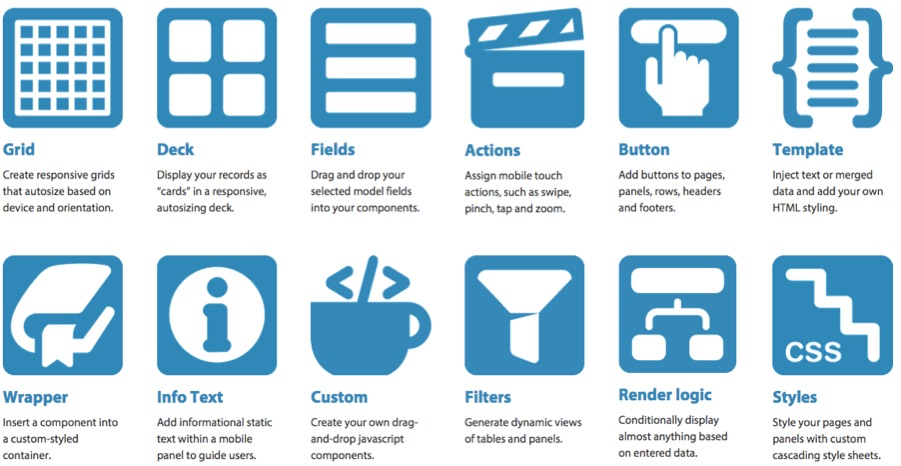 Grid
Create responsive grids
that autosize based on
device and orientation.
Deck
Display your records as
“cards” in a responsive,
autosizing deck.
Fields
Drag and drop your
selected model fields
into your components.
Actions
Assign mobile touch
actions, such as swipe,
pinch, tap and zoom.
Button
Add buttons to pages,
panels, rows, headers
and footers.
Template
Inject text or merged
data and add your own
HTML styling.
Wrapper
Insert a component into
a custom-styled
container.
Info Text
Add informational static
text within a mobile
panel to guide users.
Custom
Create your own drag-
and-drop javascript
components.
Filters
Generate dynamic views
of tables and panels.
Render logic
Conditionally display
almost anything based
on entered data.
CSS
Styles
Style your pages and
panels with custom
cascading style sheets.